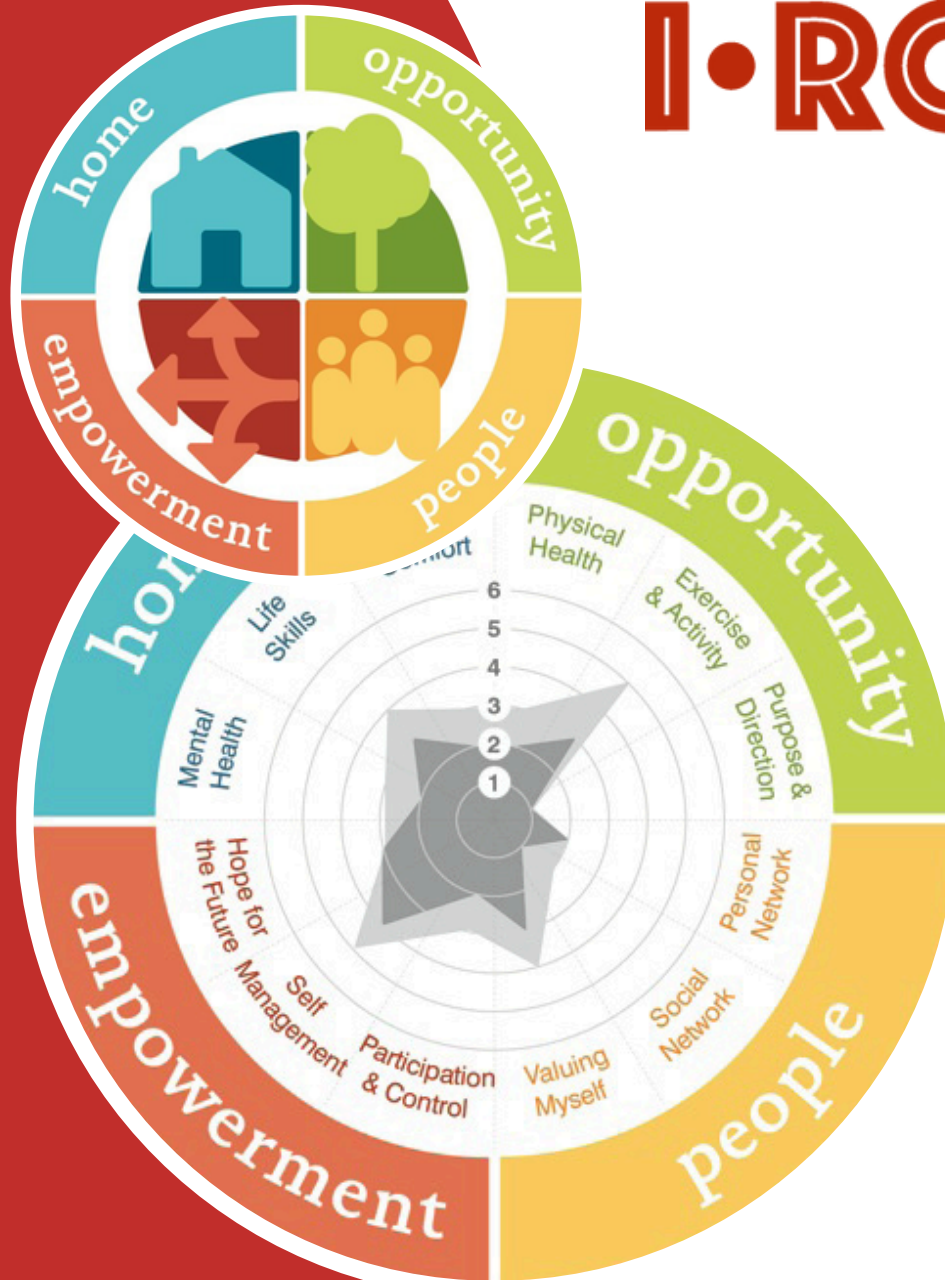 I•RO
home
opportunity
empowerment
people
opportunity
Physical
Health
Exercise
& Activity
Purpose &
Direction
Personal
Network
Social
Network
Valuing
Myself
Participation
& Control
Self
Management
Hope for
the Future
Mental
Health
Life
Skills
6
5
4
3
2
1
empowerment
people